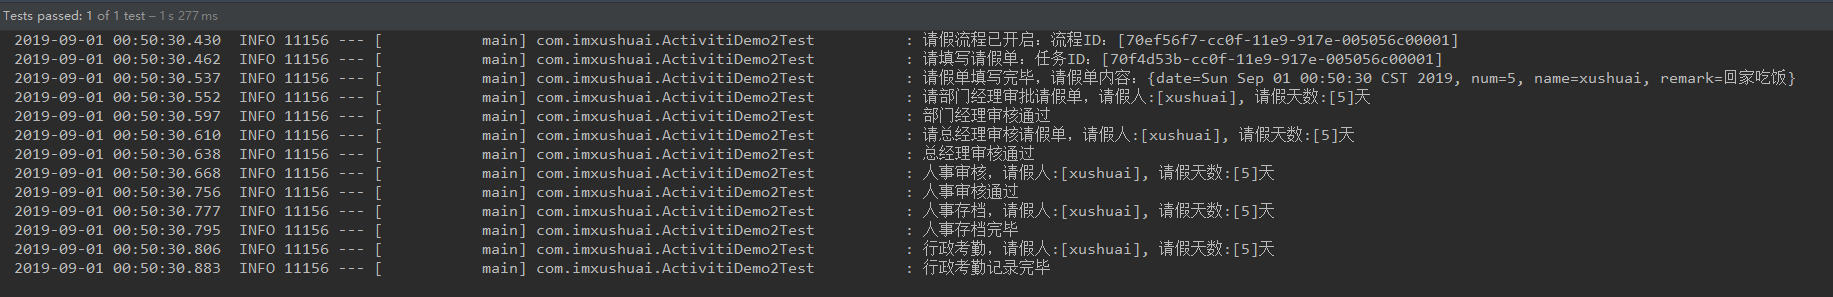 Tests passed: 1 of 1 test – 1 s 277 ms
2019-09-01 00:50:30.430  INFO 11156 --- [           main] com.imxushuai.ActivitiDemo2Test          : 请假流程已开启: 流程ID: [70ef56f7-cc0f-11e9-917e-005056c00001]
2019-09-01 00:50:30.462  INFO 11156 --- [           main] com.imxushuai.ActivitiDemo2Test          : 请填写请假单: 任务ID: [70f4d53b-cc0f-11e9-917e-005056c00001]
2019-09-01 00:50:30.537  INFO 11156 --- [           main] com.imxushuai.ActivitiDemo2Test          : 请假单填写完毕, 请假单内容: {date=Sun Sep 01 00:50:30 CST 2019, num=5, name=xushuai, remark=回家吃饭}
2019-09-01 00:50:30.552  INFO 11156 --- [           main] com.imxushuai.ActivitiDemo2Test          : 请部门经理审批请假单, 请假人:[xushuai], 请假天数:[5]天
2019-09-01 00:50:30.597  INFO 11156 --- [           main] com.imxushuai.ActivitiDemo2Test          : 部门经理审核通过
2019-09-01 00:50:30.610  INFO 11156 --- [           main] com.imxushuai.ActivitiDemo2Test          : 请总经理审核请假单, 请假人:[xushuai], 请假天数:[5]天
2019-09-01 00:50:30.638  INFO 11156 --- [           main] com.imxushuai.ActivitiDemo2Test          : 总经理审核通过
2019-09-01 00:50:30.668  INFO 11156 --- [           main] com.imxushuai.ActivitiDemo2Test          : 人事审核, 请假人:[xushuai], 请假天数:[5]天
2019-09-01 00:50:30.756  INFO 11156 --- [           main] com.imxushuai.ActivitiDemo2Test          : 人事审核通过
2019-09-01 00:50:30.777  INFO 11156 --- [           main] com.imxushuai.ActivitiDemo2Test          : 人事存档, 请假人:[xushuai], 请假天数:[5]天
2019-09-01 00:50:30.795  INFO 11156 --- [           main] com.imxushuai.ActivitiDemo2Test          : 人事存档完毕
2019-09-01 00:50:30.806  INFO 11156 --- [           main] com.imxushuai.ActivitiDemo2Test          : 行政考勤, 请假人:[xushuai], 请假天数:[5]天
2019-09-01 00:50:30.883  INFO 11156 --- [           main] com.imxushuai.ActivitiDemo2Test          : 行政考勤记录完毕